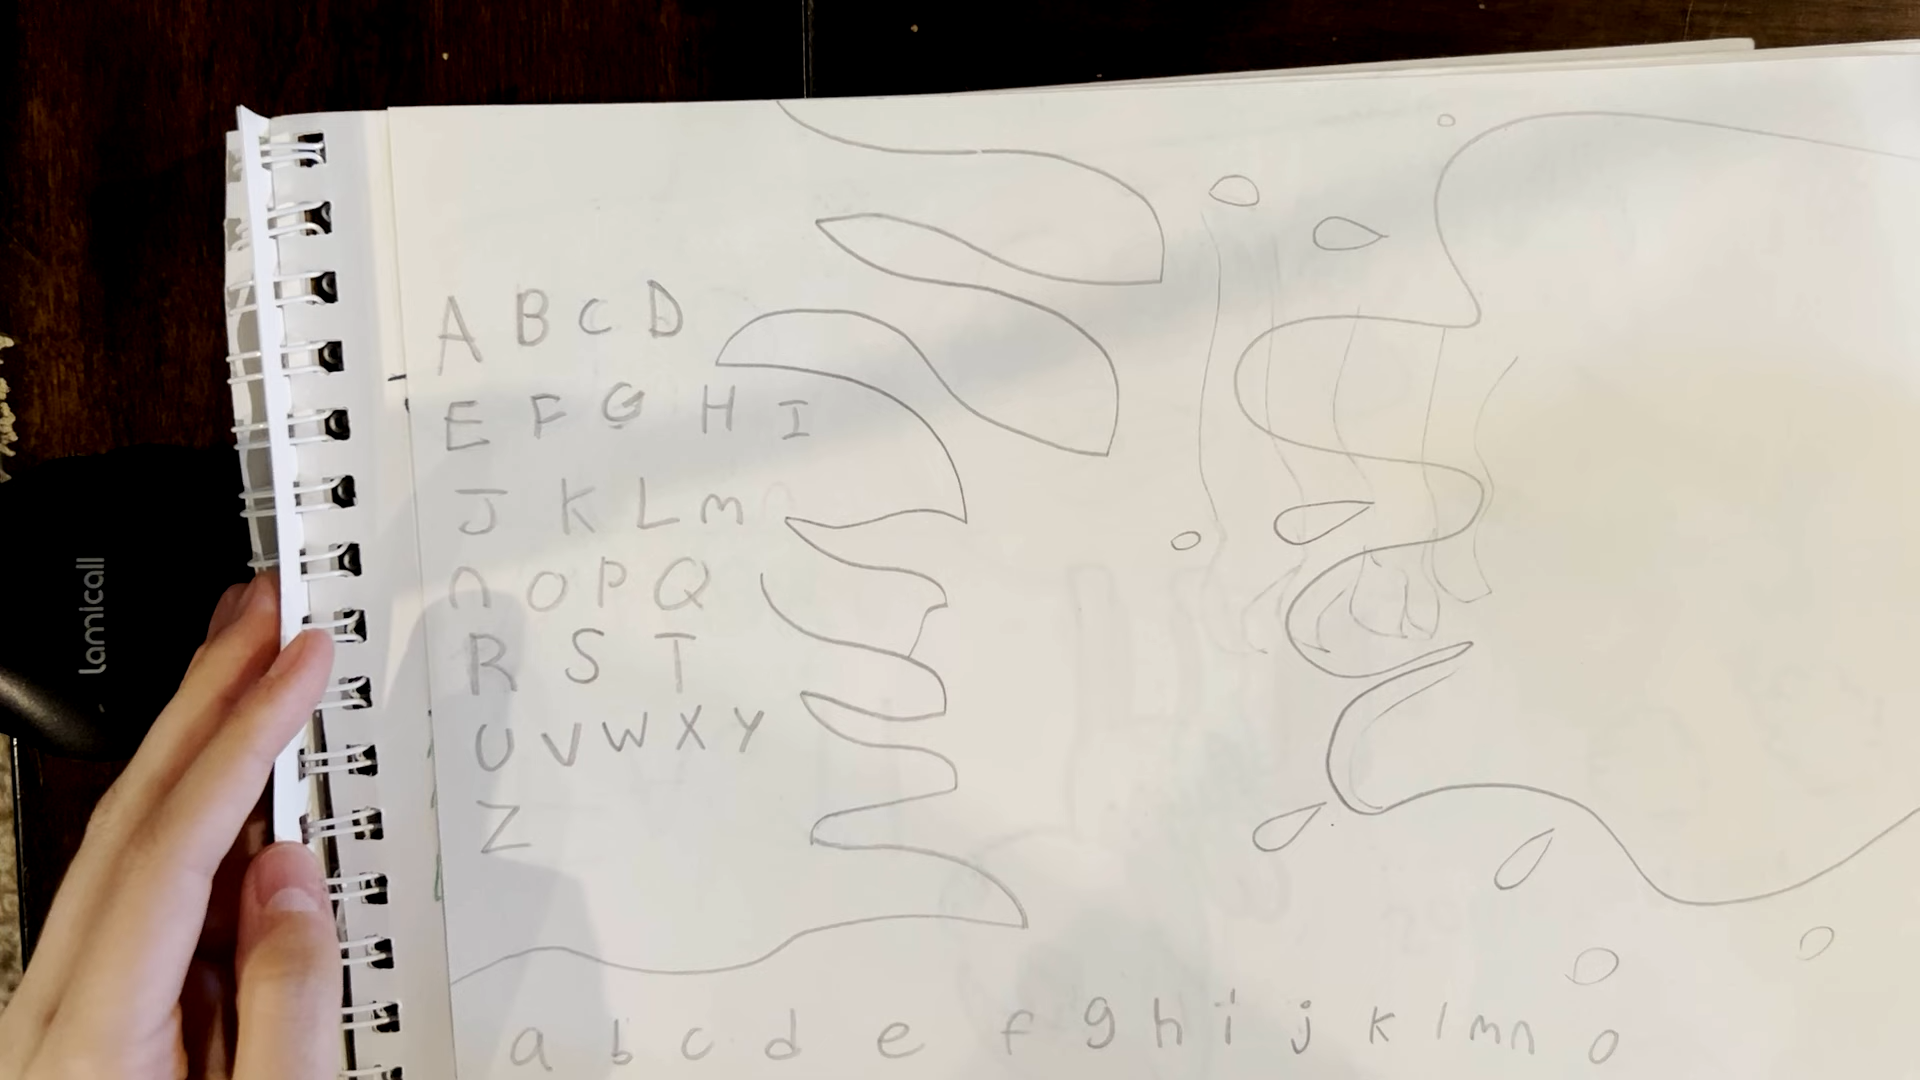 A B C D
E F G H I
J K L m
n O P Q
R S T
U V W X Y
Z
a b c d e f g h i j k l m n o
lamicall